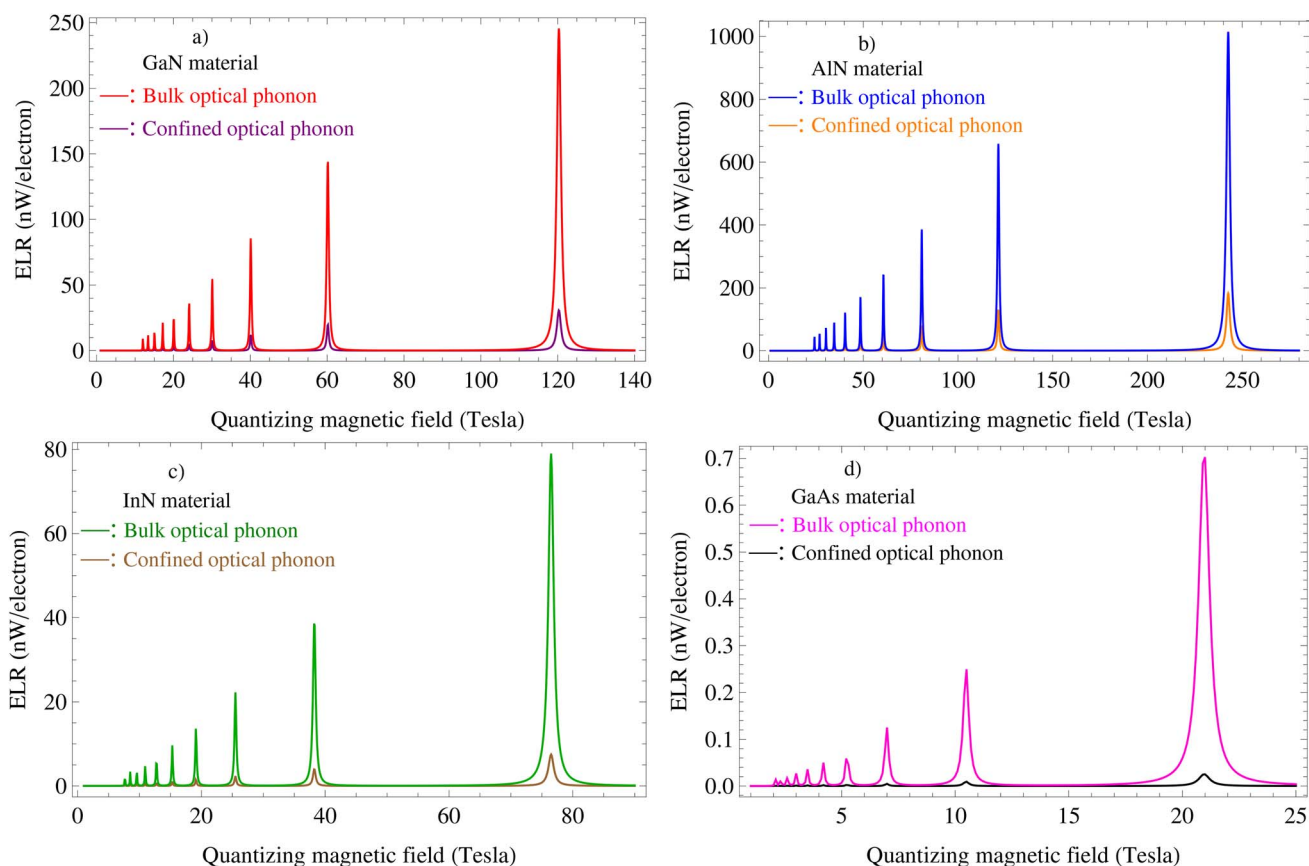 a)
GaN material
: Bulk optical phonon
: Confined optical phonon
ELR (nW/electron)
250
200
150
100
50
0
0 20 40 60 80 100 120 140
Quantizing magnetic field (Tesla)
b)
AlN material
: Bulk optical phonon
: Confined optical phonon
ELR (nW/electron)
1000
800
600
400
200
0
0 50 100 150 200 250
Quantizing magnetic field (Tesla)
c)
InN material
: Bulk optical phonon
: Confined optical phonon
ELR (nW/electron)
80
60
40
20
0
0 20 40 60 80
Quantizing magnetic field (Tesla)
d)
GaAs material
: Bulk optical phonon
: Confined optical phonon
ELR (nW/electron)
0.7
0.6
0.5
0.4
0.3
0.2
0.1
0.0
5 10 15 20 25
Quantizing magnetic field (Tesla)